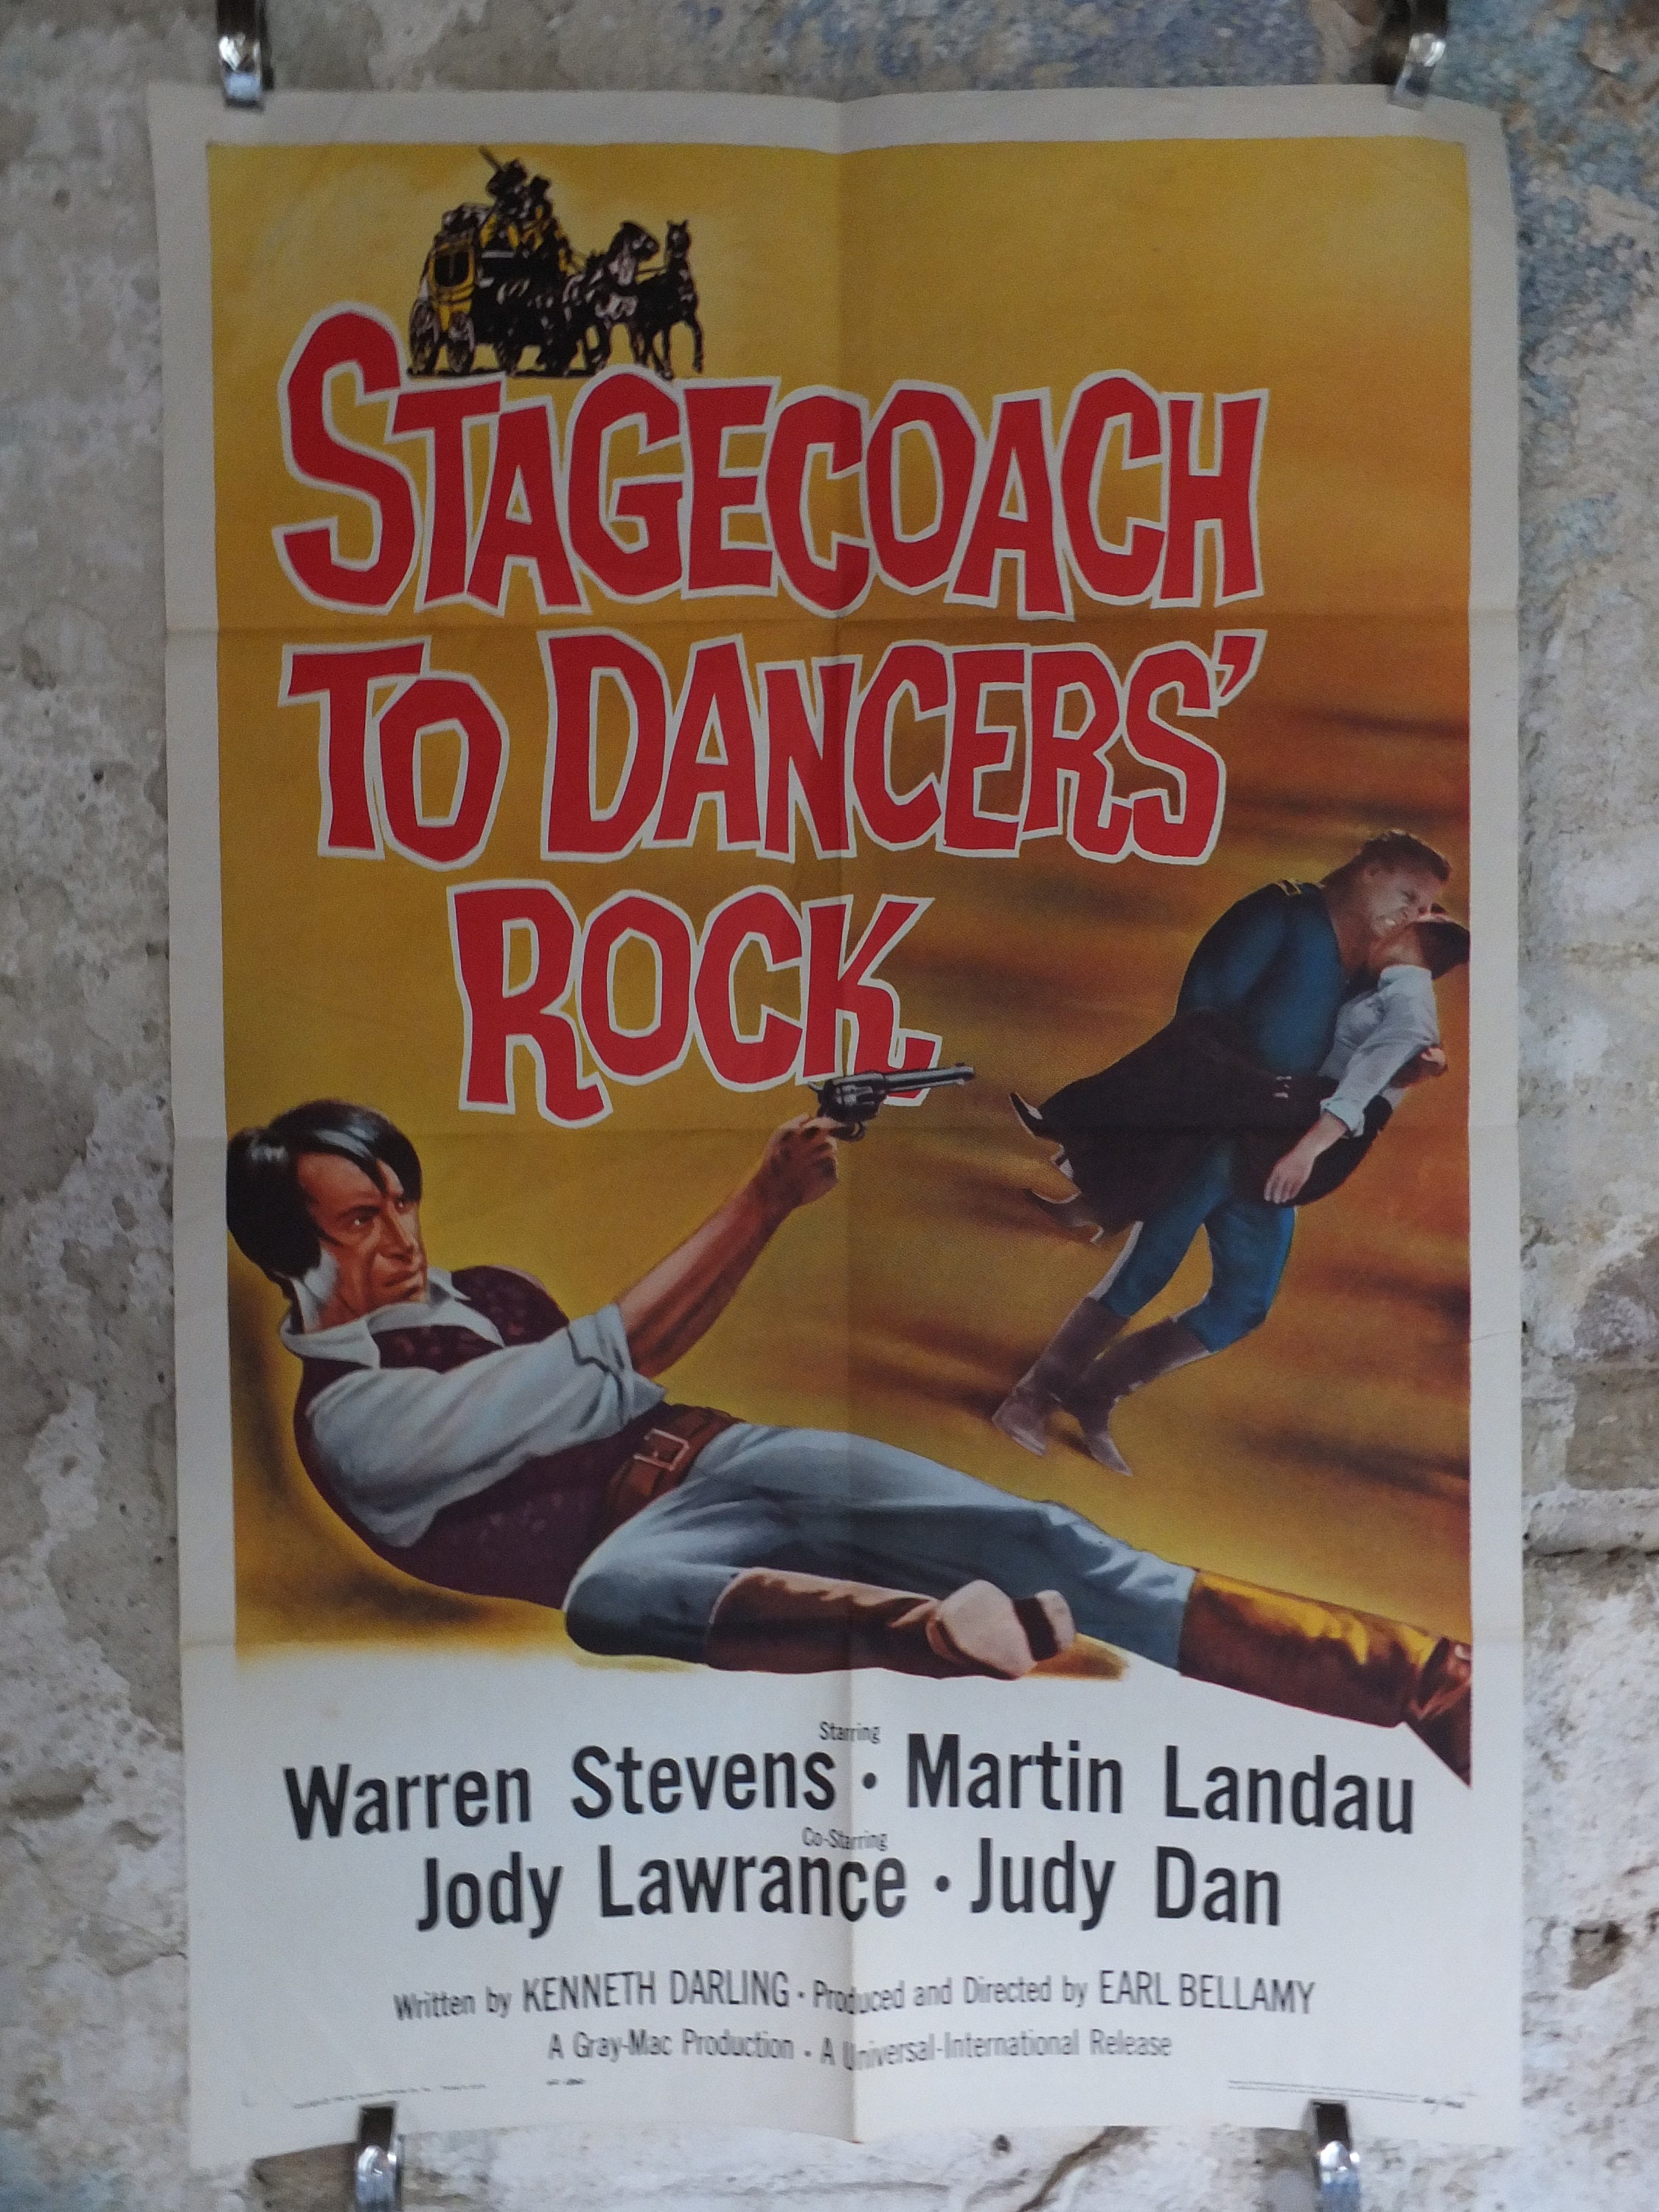 STAGECOACH
TO DANCERS'
ROCK
Starring
Warren Stevens • Martin Landau
Co-Starring
Jody Lawrance • Judy Dan
Written by KENNETH DARLING • Produced and Directed by EARL BELLAMY
A Gray-Mac Production • A Universal-International Release